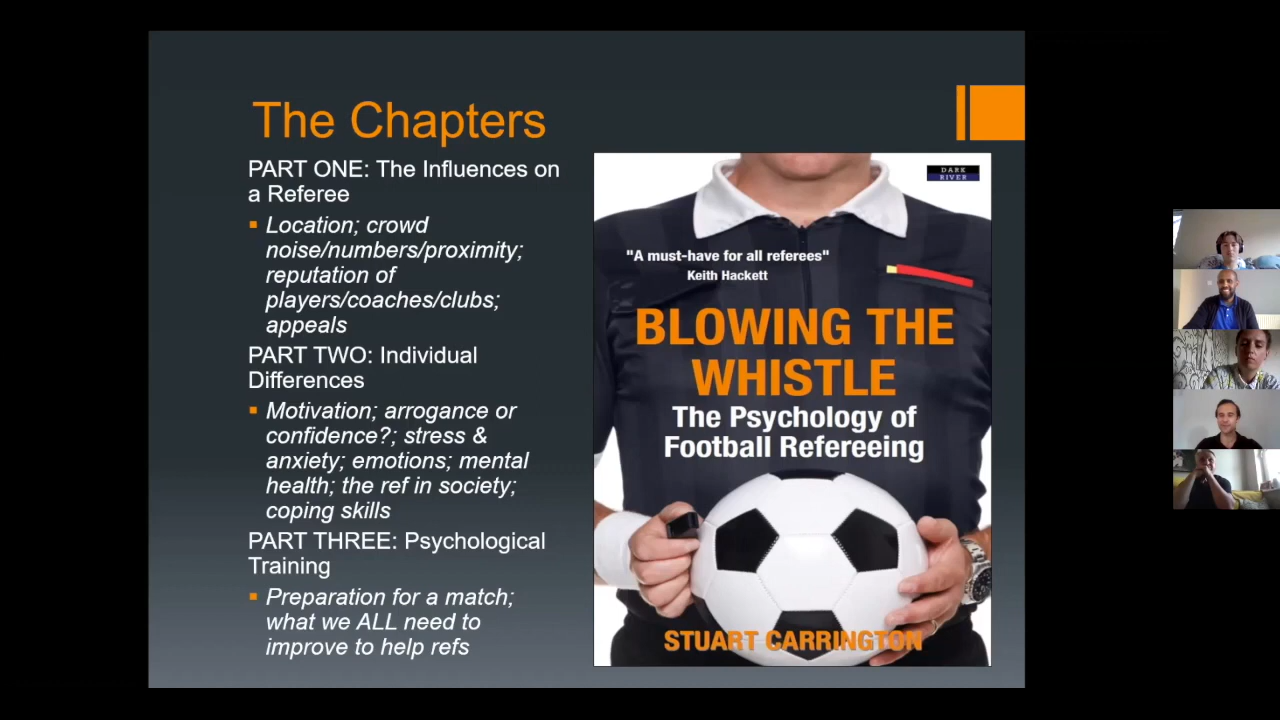 The Chapters
PART ONE: The Influences on
a Referee
Location; crowd
noise/numbers/proximity;
reputation of
players/coaches/clubs;
appeals
PART TWO: Individual
Differences
Motivation; arrogance or
confidence?; stress &
anxiety; emotions; mental
health; the ref in society;
coping skills
PART THREE: Psychological
Training
Preparation for a match;
what we ALL need to
improve to help refs
DARK
RIVER
"A must-have for all referees"
Keith Hackett
BLOWING THE
WHISTLE
The Psychology of
Football Refereeing
STUART CARRINGTON